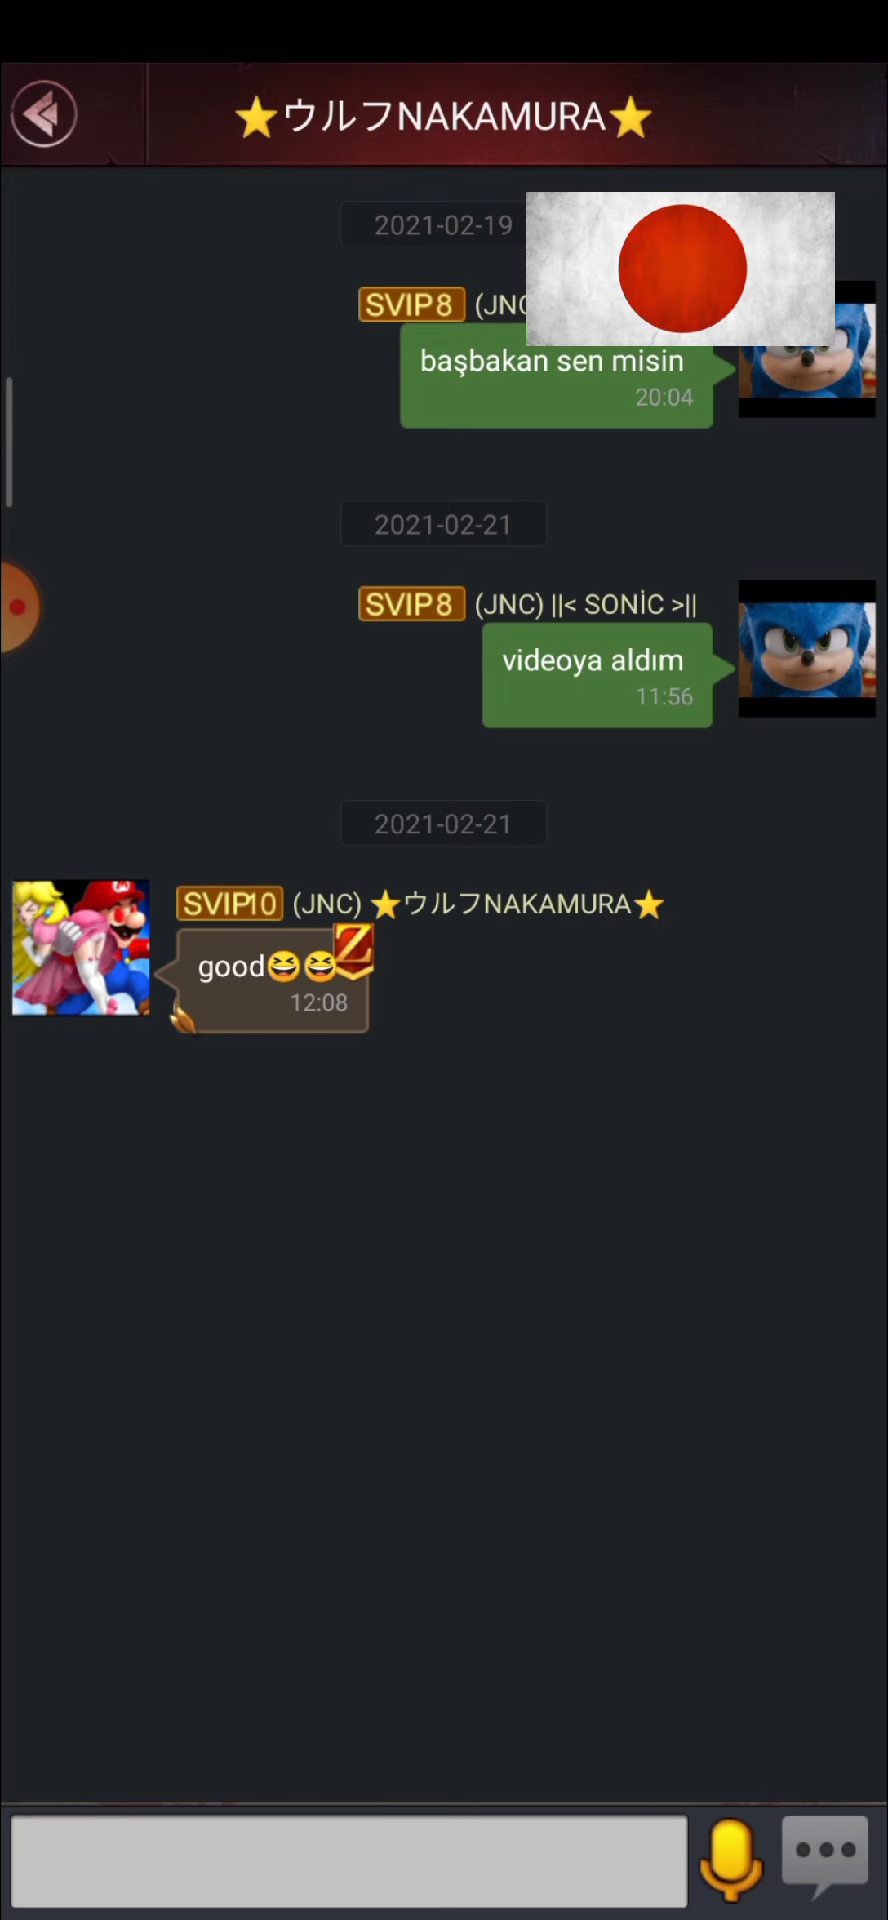 ⭐ウルフNAKAMURA⭐
2021-02-19
SVIP8 (JNC
başbakan sen misin
20:04
2021-02-21
SVIP8 (JNC) ||< SONİC >||
videoya aldım
11:56
2021-02-21
SVIP10 (JNC) ⭐ウルフNAKAMURA⭐
good😆😆
Z
12:08